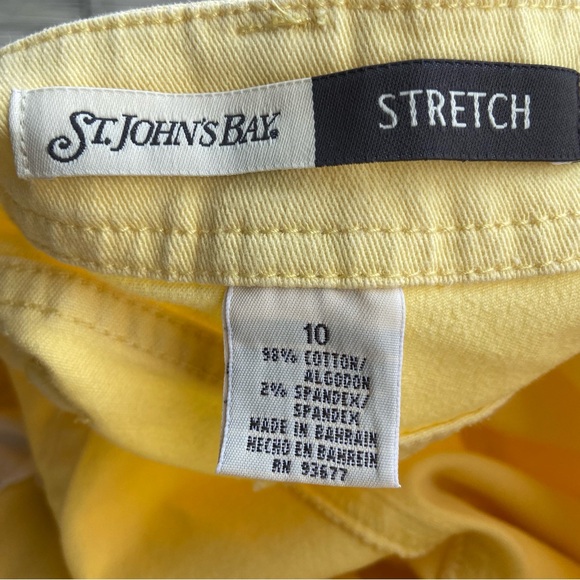 ST. JOHN'S BAY® STRETCH
10
98% COTTON/
ALGODON
2% SPANDEX/
SPANDEX
MADE IN BAHRAIN
HECHO EN BAHREIN
RN 93677